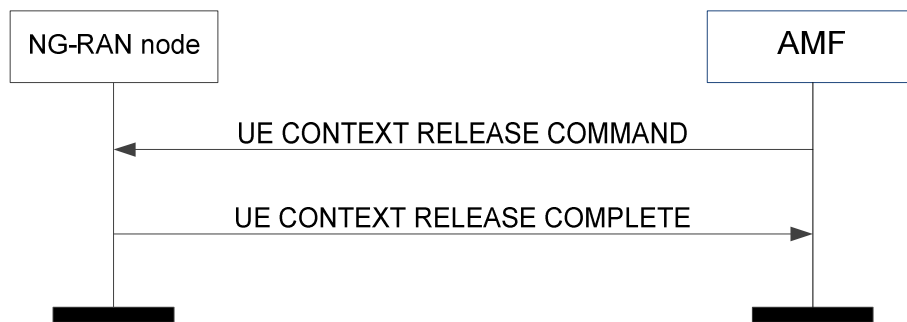 NG-RAN node
AMF
UE CONTEXT RELEASE COMMAND
UE CONTEXT RELEASE COMPLETE